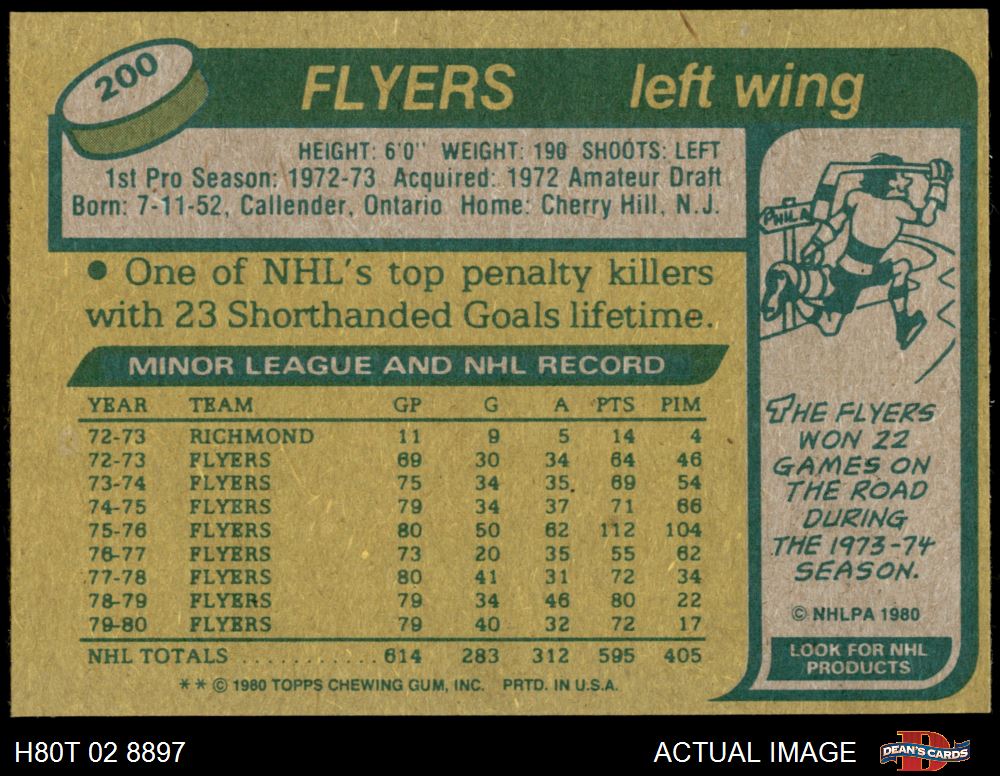 200
FLYERS left wing
HEIGHT: 6'0" WEIGHT: 190 SHOOTS: LEFT
1st Pro Season: 1972-73 Acquired: 1972 Amateur Draft
Born: 7-11-52, Callender, Ontario Home: Cherry Hill, N.J.
• One of NHL's top penalty killers
with 23 Shorthanded Goals lifetime.
MINOR LEAGUE AND NHL RECORD
YEAR TEAM GP G A PTS PIM
72-73 RICHMOND 11 9 5 14 4
72-73 FLYERS 69 30 34 64 46
73-74 FLYERS 75 34 35. 69 54
74-75 FLYERS 79 34 37 71 66
75-76 FLYERS 80 50 62 112 104
76-77 FLYERS 73 20 35 55 62
77-78 FLYERS 80 41 31 72 34
78-79 FLYERS 79 34 46 80 22
79-80 FLYERS 79 40 32 72 17
NHL TOTALS ........... 614 283 312 595 405
* * © 1980 TOPPS CHEWING GUM, INC. PRTD. IN U.S.A.
PHILA
THE FLYERS
WON 22
GAMES ON
THE ROAD
DURING
THE 1973-74
SEASON.
© NHLPA 1980
LOOK FOR NHL
PRODUCTS
H80T 02 8897 ACTUAL IMAGE DEAN'S CARDS